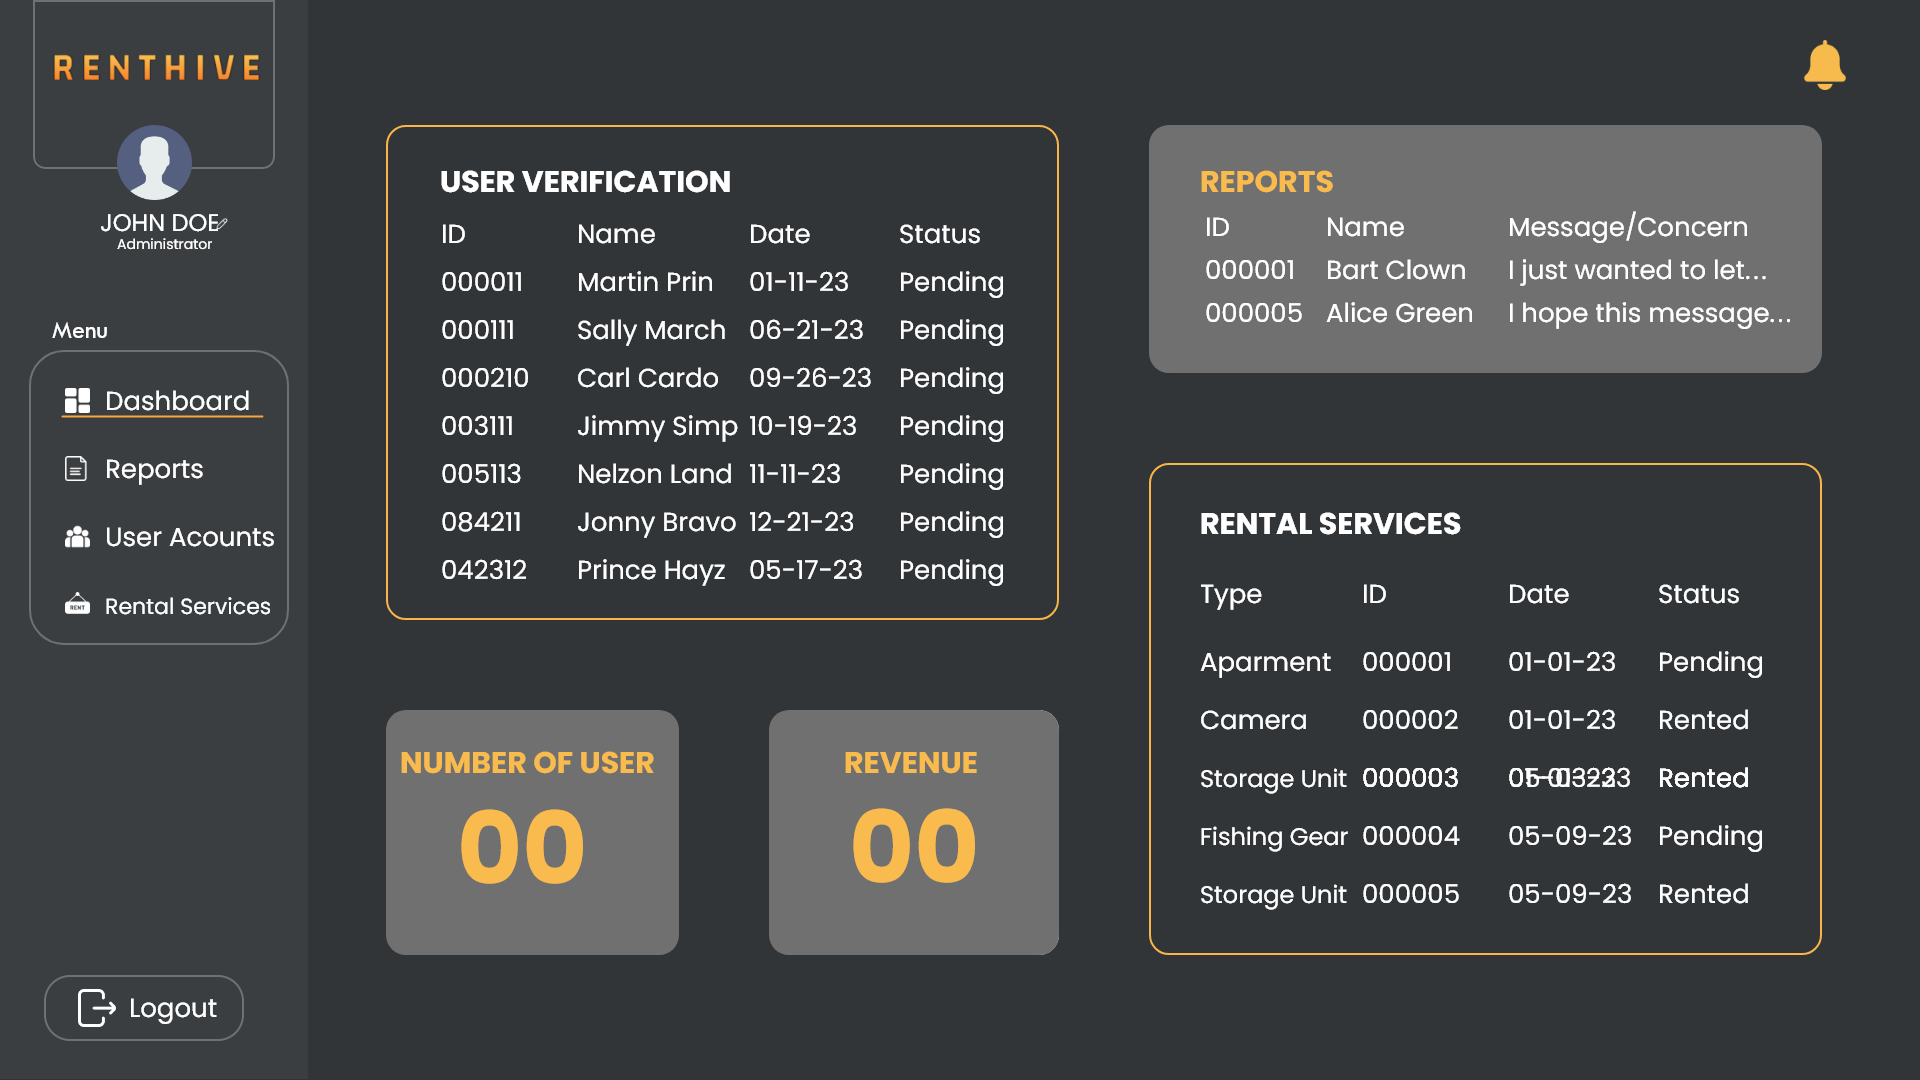 RENTHIVE
JOHN DOE
Administrator
Menu
Dashboard
Reports
User Acounts
RENT
Rental Services
Logout
USER VERIFICATION
ID Name Date Status
000011 Martin Prin 01-11-23 Pending
000111 Sally March 06-21-23 Pending
000210 Carl Cardo 09-26-23 Pending
003111 Jimmy Simp 10-19-23 Pending
005113 Nelzon Land 11-11-23 Pending
084211 Jonny Bravo 12-21-23 Pending
042312 Prince Hayz 05-17-23 Pending
NUMBER OF USER
00
REVENUE
00
REPORTS
ID Name Message/Concern
000001 Bart Clown I just wanted to let...
000005 Alice Green I hope this message...
RENTAL SERVICES
Type ID Date Status
Aparment 000001 01-01-23 Pending
Camera 000002 01-01-23 Rented
Storage Unit 000003 Rented
Fishing Gear 000004 05-09-23 Pending
Storage Unit 000005 05-09-23 Rented